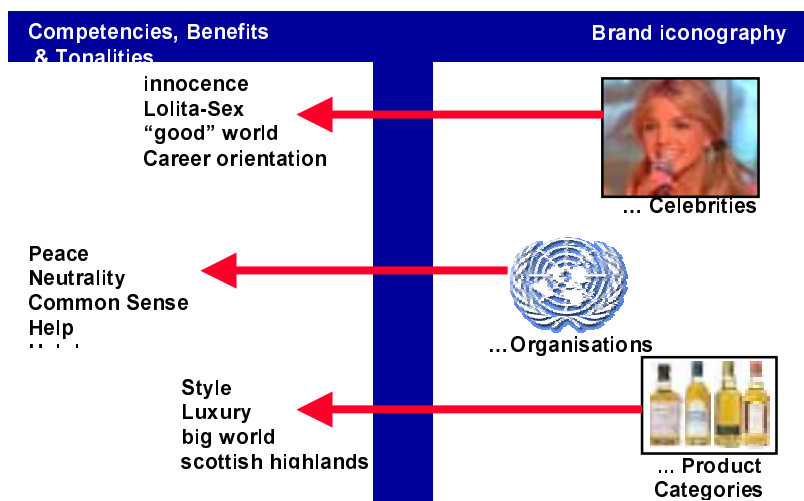 Competencies, Benefits
& Tonalities
Brand iconography
innocence
Lolita-Sex
“good” world
Career orientation
... Celebrities
Peace
Neutrality
Common Sense
Help
...Organisations
Style
Luxury
big world
scottish highlands
... Product
Categories